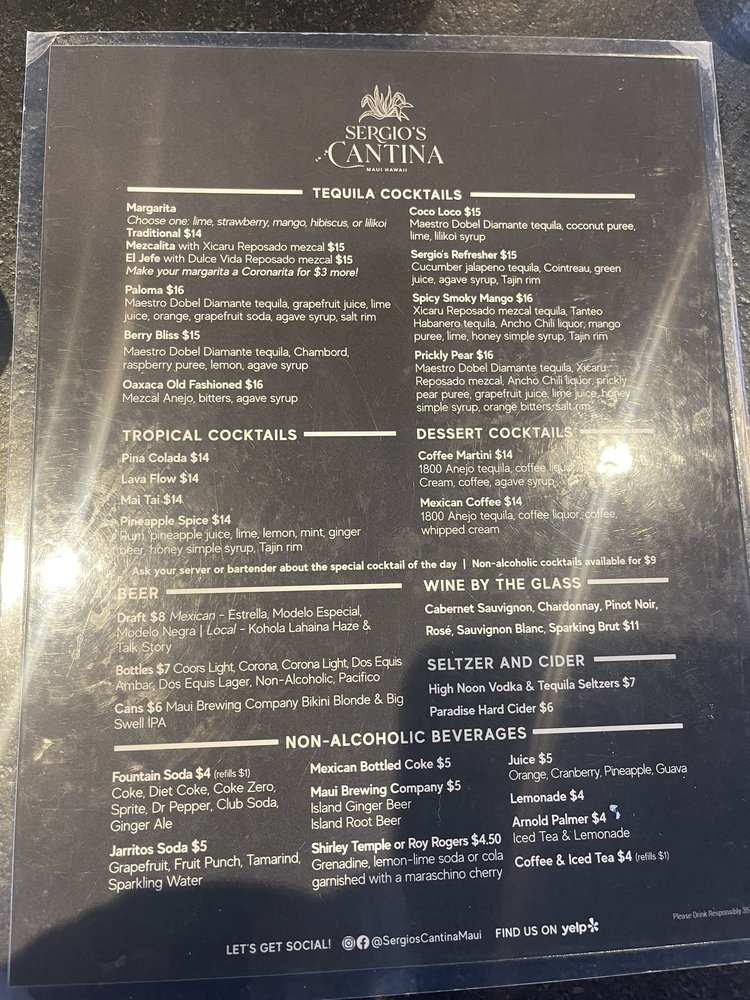 SERGIO'S
CANTINA
MAUI HAWAII
TEQUILA COCKTAILS
Margarita
Choose one: lime, strawberry, mango, hibiscus, or lilikoi
Traditional $14
Mezcalita with Xicaru Reposado mezcal $15
El Jefe with Dulce Vida Reposado mezcal $15
Make your margarita a Coronarita for $3 more!
Paloma $16
Maestro Dobel Diamante tequila, grapefruit juice, lime
juice, orange, grapefruit soda, agave syrup, salt rim
Berry Bliss $15
Maestro Dobel Diamante tequila, Chambord,
raspberry puree, lemon, agave syrup
Oaxaca Old Fashioned $16
Mezcal Anejo, bitters, agave syrup
Coco Loco $15
Maestro Dobel Diamante tequila, coconut puree,
lime, lilikoi syrup
Sergio's Refresher $15
Cucumber jalapeno tequila, Cointreau, green
juice, agave syrup, Tajin rim
Spicy Smoky Mango $16
Xicaru Reposado mezcal tequila, Tanteo
Habanero tequila, Ancho Chili liquor, mango
puree, lime, honey simple syrup, Tajin rim
Prickly Pear $16
Maestro Dobel Diamante tequila, Xicaru
Reposado mezcal, Ancho Chili liquor, prickly
pear puree, grapefruit juice, lime juice, honey
simple syrup, orange bitters, salt rim
TROPICAL COCKTAILS
Pina Colada $14
Lava Flow $14
Mai Tai $14
Pineapple Spice $14
Rum, pineapple juice, lime, lemon, mint, ginger
beer, honey simple syrup, Tajin rim
DESSERT COCKTAILS
Coffee Martini $14
1800 Anejo tequila, coffee liquor,
Cream, coffee, agave syrup
Mexican Coffee $14
1800 Anejo tequila, coffee liquor, coffee,
whipped cream
Ask your server or bartender about the special cocktail of the day | Non-alcoholic cocktails available for $9
BEER
Draft $8 Mexican - Estrella, Modelo Especial,
Modelo Negra | Local - Kohola Lahaina Haze &
Talk Story
Bottles $7 Coors Light, Corona, Corona Light, Dos Equis
Ambar, Dos Equis Lager, Non-Alcoholic, Pacifico
Cans $6 Maui Brewing Company Bikini Blonde & Big
Swell IPA
WINE BY THE GLASS
Cabernet Sauvignon, Chardonnay, Pinot Noir,
Rosé, Sauvignon Blanc, Sparking Brut $11
SELTZER AND CIDER
High Noon Vodka & Tequila Seltzers $7
Paradise Hard Cider $6
NON-ALCOHOLIC BEVERAGES
Fountain Soda $4 (refills $1)
Coke, Diet Coke, Coke Zero,
Sprite, Dr Pepper, Club Soda,
Ginger Ale
Jarritos Soda $5
Grapefruit, Fruit Punch, Tamarind,
Sparkling Water
Mexican Bottled Coke $5
Maui Brewing Company $5
Island Ginger Beer
Island Root Beer
Shirley Temple or Roy Rogers $4.50
Grenadine, lemon-lime soda or cola
garnished with a maraschino cherry
Juice $5
Orange, Cranberry, Pineapple, Guava
Lemonade $4
Arnold Palmer $4
Iced Tea & Lemonade
Coffee & Iced Tea $4 (refills $1)
Please Drink Responsibly 35
LET'S GET SOCIAL! @SergiosCantinaMaui FIND US ON yelp